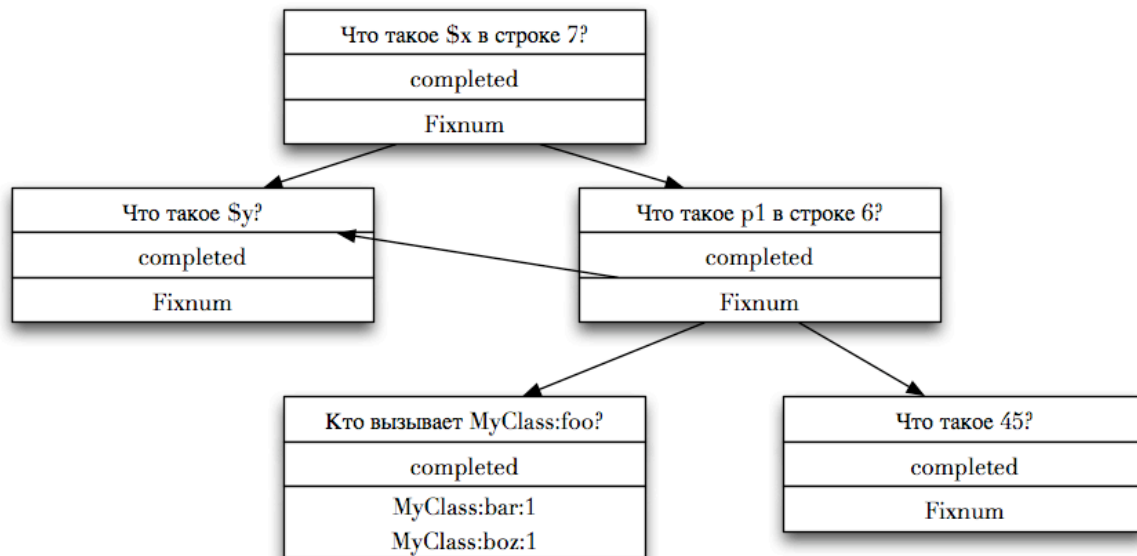 Что такое $x в строке 7?
completed
Fixnum
Что такое $y?
completed
Fixnum
Что такое p1 в строке 6?
completed
Fixnum
Кто вызывает MyClass:foo?
completed
MyClass:bar:1
MyClass:boz:1
Что такое 45?
completed
Fixnum